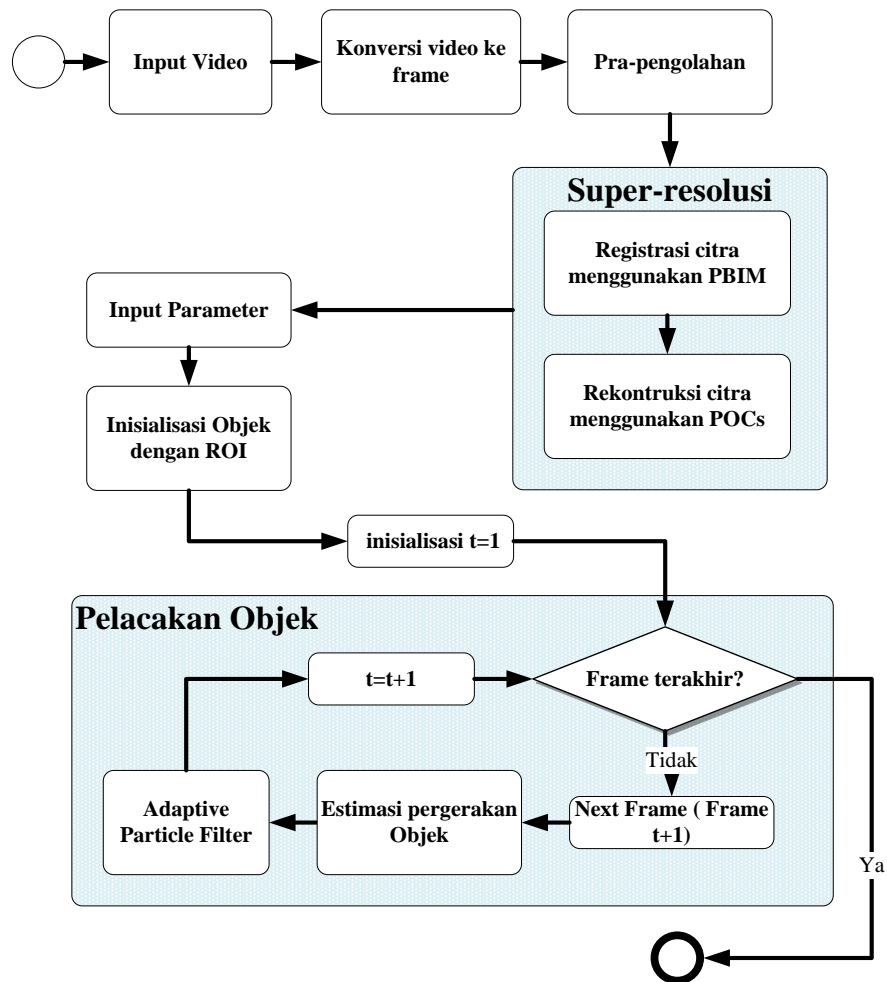 Input Video
Konversi video ke
frame
Pra-pengolahan
Super-resolusi
Registrasi citra
menggunakan PBIM
Rekontruksi citra
menggunakan POCs
Input Parameter
Inisialisasi Objek
dengan ROI
inisialisasi t=1
Pelacakan Objek
Frame terakhir?
t=t+1
Tidak
Next Frame ( Frame
t+1)
Estimasi pergerakan
Objek
Adaptive
Particle Filter
Ya